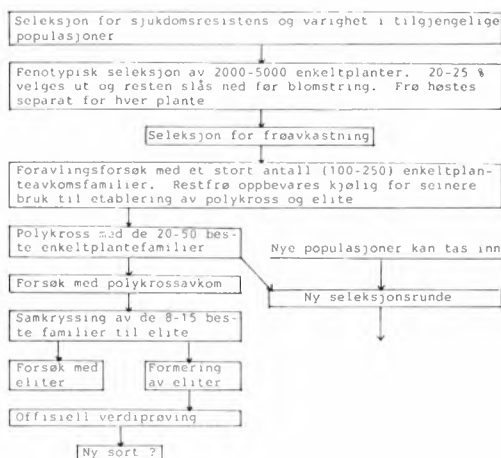 Seleksjon for sjukdomsresistens og varighet i tilgjengelige
populasjoner
Fenotypisk seleksjon av 2000-5000 enkeltplanter. 20-25 %
velges ut og resten slås ned før blomstring. Frø høstes
separat for hver plante
Seleksjon for frøavkastning
Foravlingsforsøk med et stort antall (100-250) enkeltplan-
teavkomsfamilier. Restfrø oppbevares kjølig for seinere
bruk til etablering av polykross og elite
Polykross med de 20-50 bes-
te enkeltplantefamilier
Nye populasjoner kan tas inn
Forsøk med polykrossavkom
Ny seleksjonsrunde
Samkryssing av de 8-15 bes-
te familier til elite
Forsøk med
eliter
Formering
av eliter
Offisiell verdiprøving
Ny sort ?